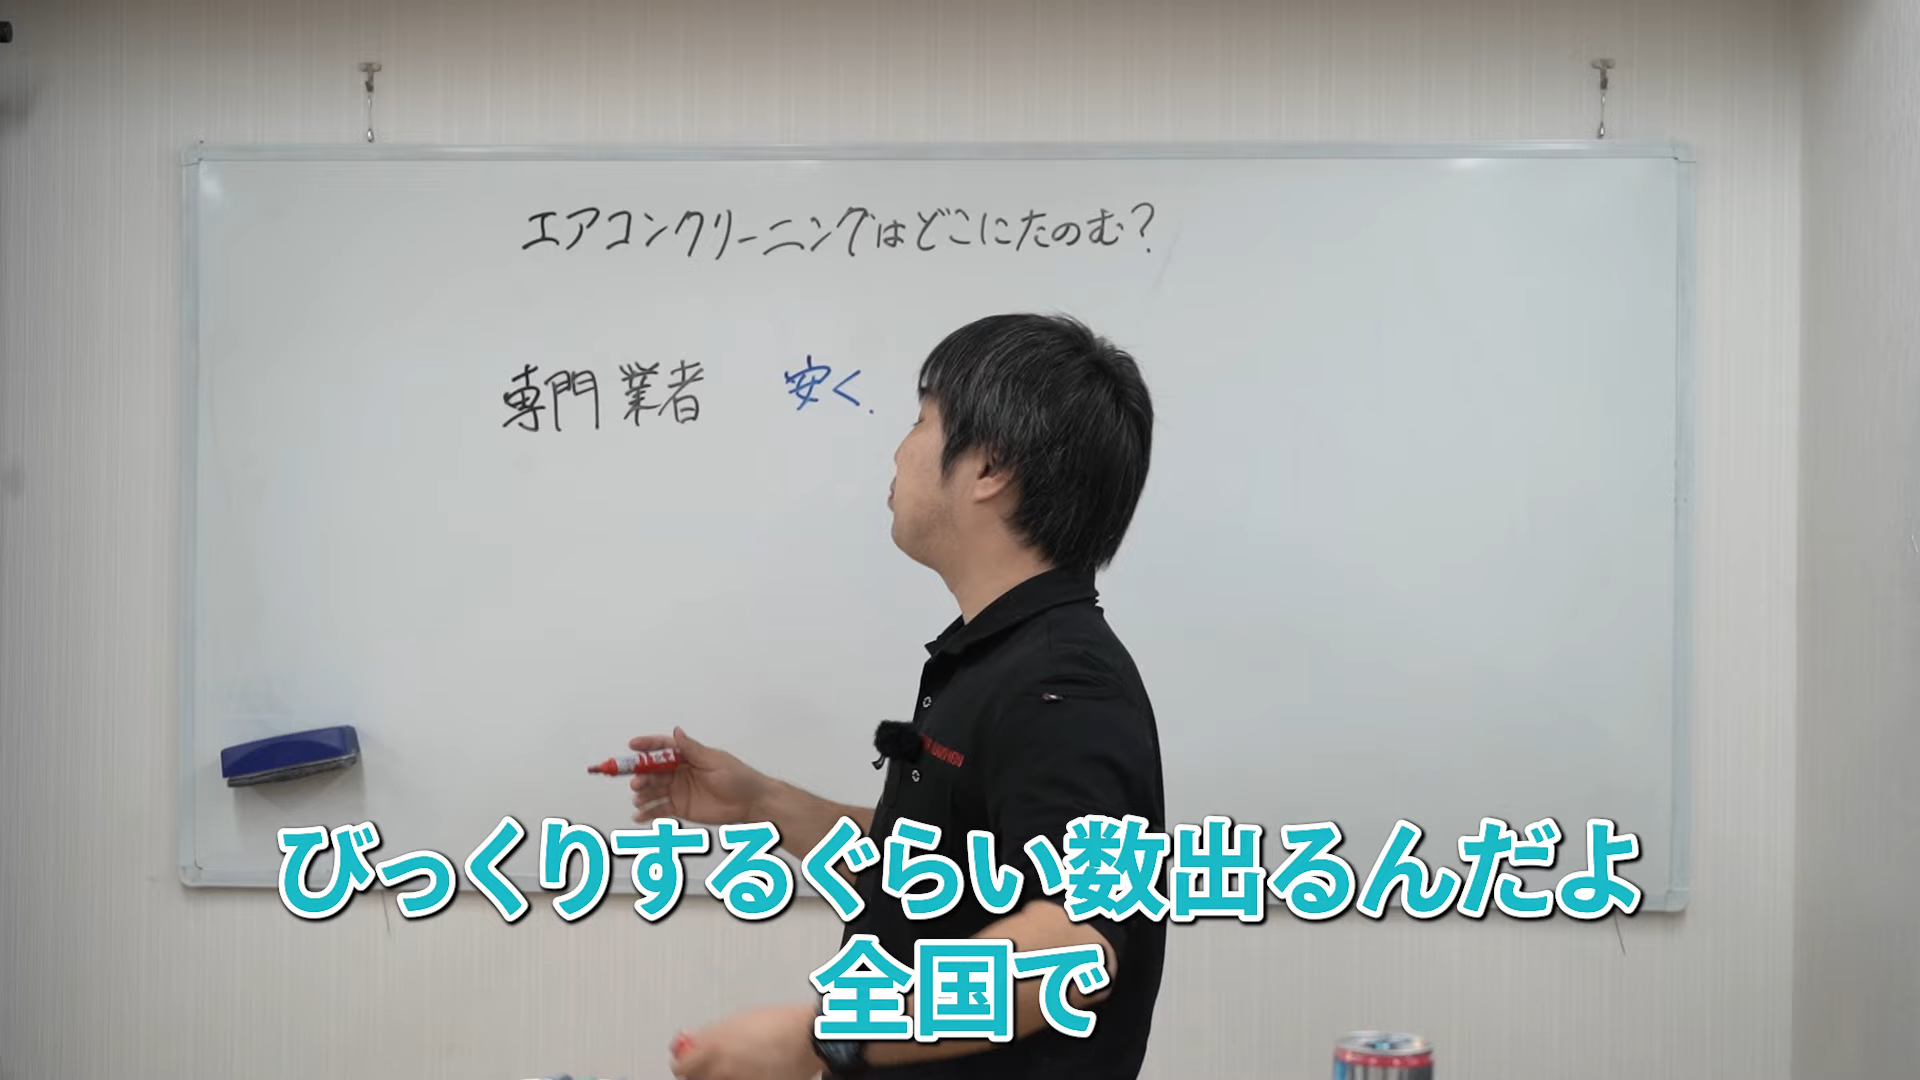 エアコンクリーニングはどこにたのむ?
専門業者 安く.
びっくりするぐらい数出るんだよ
全国で